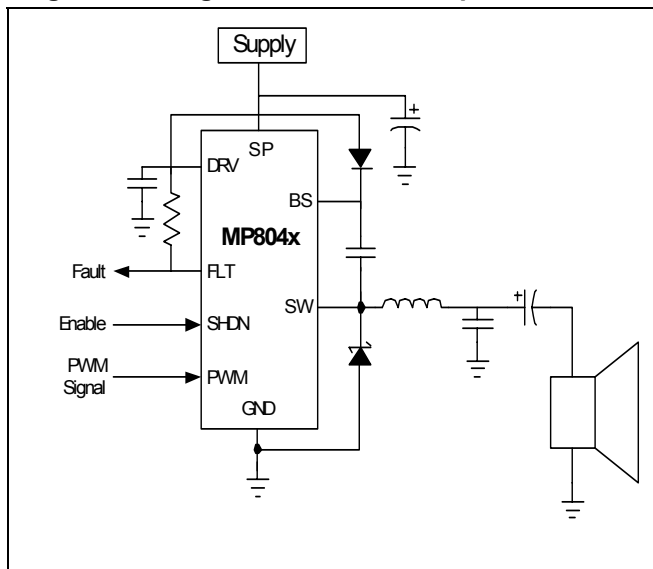 Supply
SP
DRV
BS
MP804x
Fault
FLT
SW
Enable
SHDN
PWM
Signal
PWM
GND
+
+